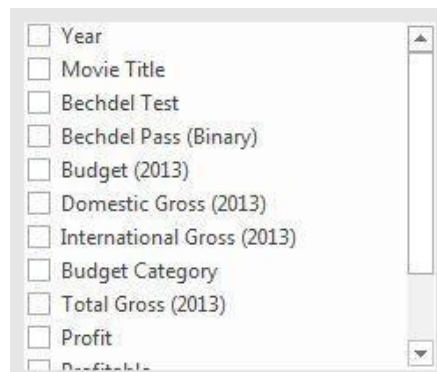 Year
Movie Title
Bechdel Test
Bechdel Pass (Binary)
Budget (2013)
Domestic Gross (2013)
International Gross (2013)
Budget Category
Total Gross (2013)
Profit
Profitable